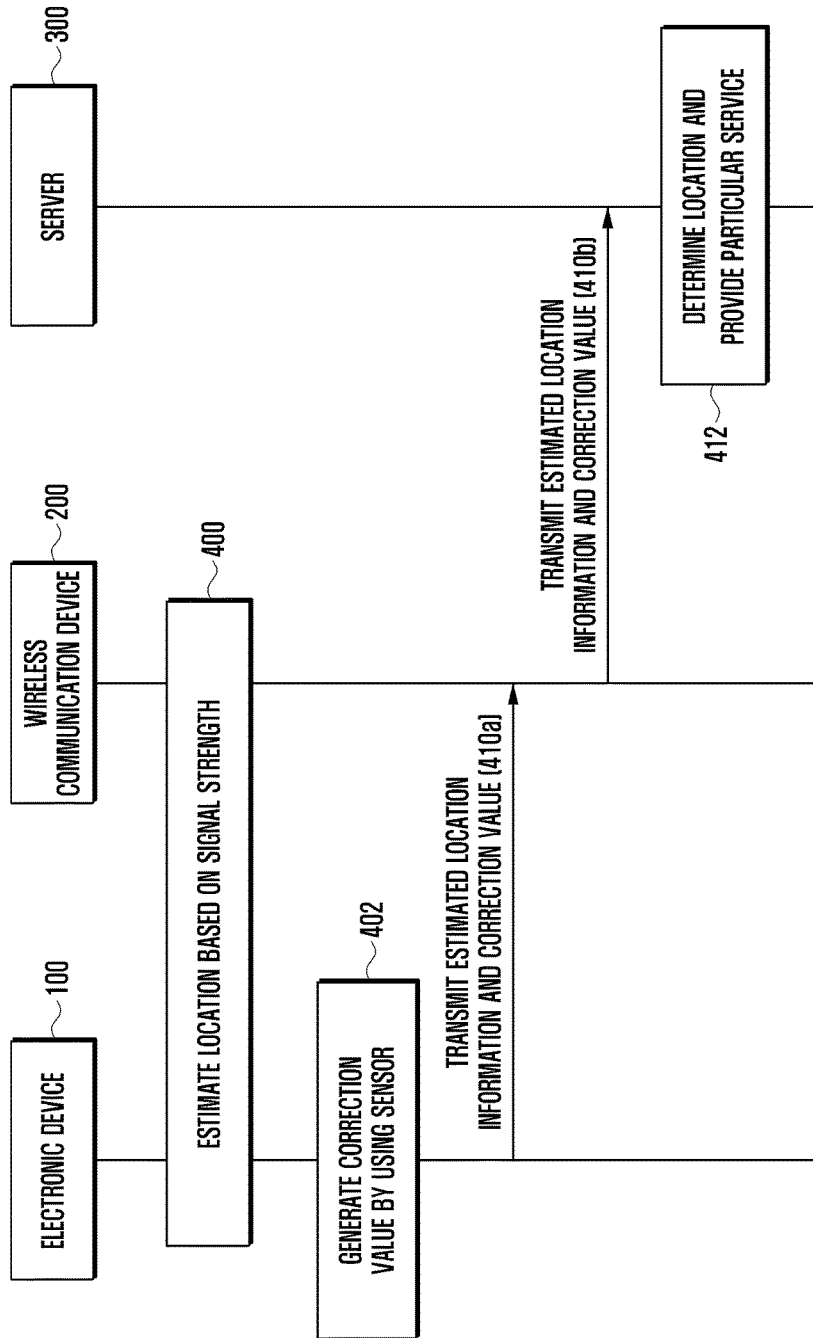 ELECTRONIC DEVICE
100
WIRELESS
COMMUNICATION DEVICE
200
SERVER
300
ESTIMATE LOCATION BASED ON SIGNAL STRENGTH
400
GENERATE CORRECTION
VALUE BY USING SENSOR
402
TRANSMIT ESTIMATED LOCATION
INFORMATION AND CORRECTION VALUE (410a)
TRANSMIT ESTIMATED LOCATION
INFORMATION AND CORRECTION VALUE (410b)
DETERMINE LOCATION AND
PROVIDE PARTICULAR SERVICE
412